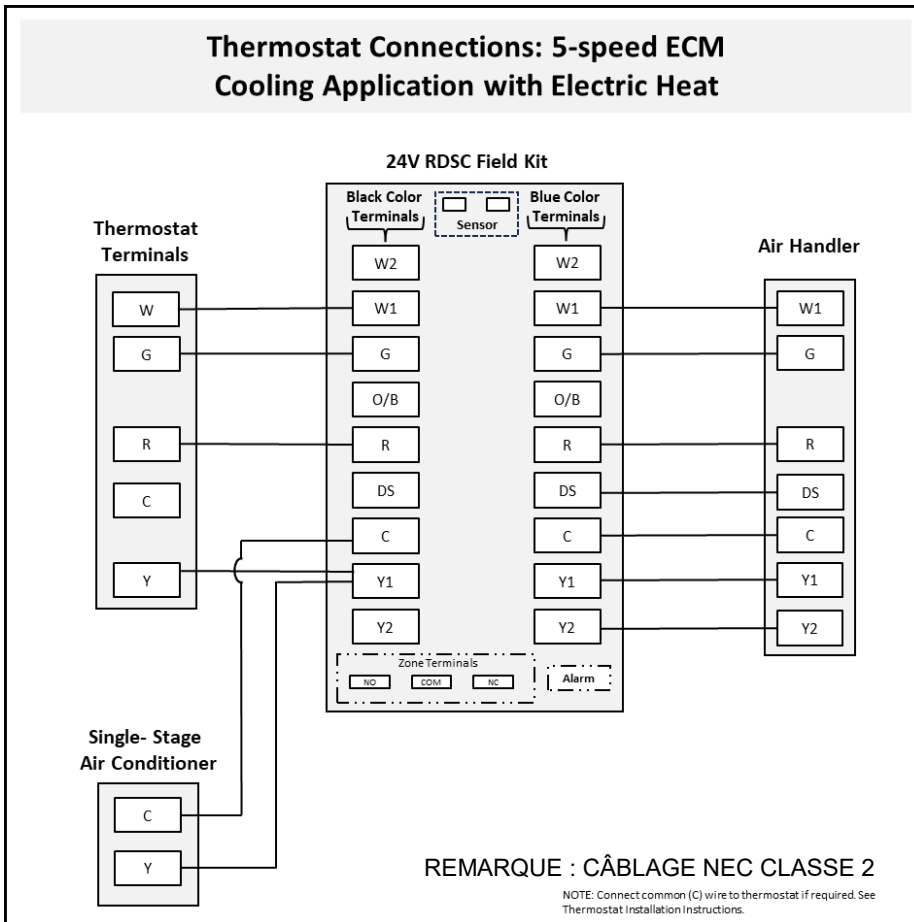 Thermostat Connections: 5-speed ECM
Cooling Application with Electric Heat
24V RDSC Field Kit
Black Color
Terminals
Sensor
Blue Color
Terminals
Thermostat
Terminals
W
G
R
C
Y
W2
W1
G
O/B
R
DS
C
Y1
Y2
W2
W1
G
O/B
R
DS
C
Y1
Y2
Zone Terminals
NO
COM
NC
Alarm
Air Handler
W1
G
R
DS
C
Y1
Y2
Single- Stage
Air Conditioner
C
Y
REMARQUE : CÂBLAGE NEC CLASSE 2
NOTE: Connect common (C) wire to thermostat if required. See
Thermostat Installation Instructions.